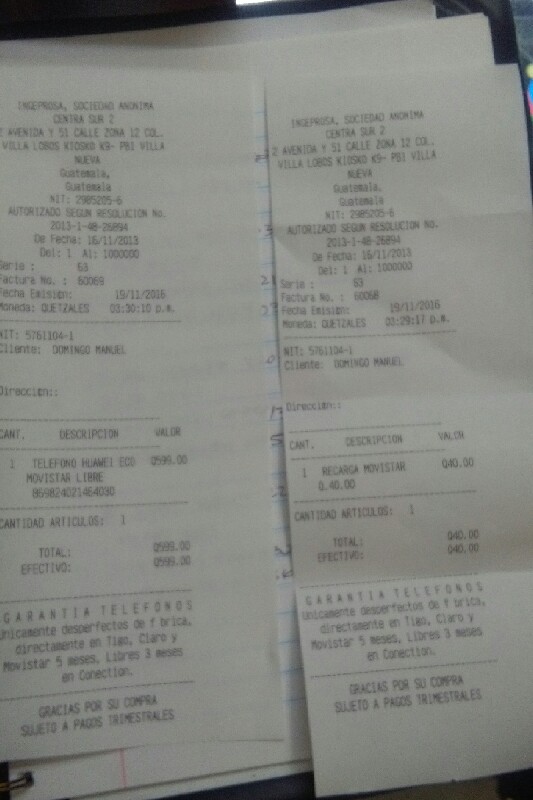 INGEPROSA, SOCIEDAD ANONIMA
CENTRA SUR 2
2 AVENIDA Y 51 CALLE ZONA 12 COL.
VILLA LOBOS KIOSKO K9- PBI VILLA
NUEVA
Guatemala,
Guatemala
NIT: 2985205-6
AUTORIZADO SEGUN RESOLUCION No.
2013-1-48-26894
De Fecha: 16/11/2013
Del: 1 Al: 1000000
Serie : 63
Factura No. : 60069
Fecha Emision: 19/11/2016
Moneda: QUETZALES 03:30:10 p.m.
NIT: 5761104-1
Cliente: DOMINGO MANUEL
Direccion::
CANT. DESCRIPCION VALOR
1 TELEFONO HUAWEI ECO Q599.00
MOVISTAR LIBRE
869824021464030
CANTIDAD ARTICULOS: 1
TOTAL: Q599.00
EFECTIVO: Q599.00
GARANTIA TELEFONOS
Unicamente desperfectos de f brica,
directamente en Tigo, Claro y
Movistar 5 meses, Libres 3 meses
en Conection.
GRACIAS POR SU COMPRA
SUJETO A PAGOS TRIMESTRALES
INGEPROSA, SOCIEDAD ANONIMA
CENTRA SUR 2
2 AVENIDA Y 51 CALLE ZONA 12 COL.
VILLA LOBOS KIOSKO K9- PBI VILLA
NUEVA
Guatemala,
Guatemala
NIT: 2985205-6
AUTORIZADO SEGUN RESOLUCION No.
2013-1-48-26894
De Fecha: 16/11/2013
Del: 1 Al: 1000000
Serie : 63
Factura No. : 60068
Fecha Emision: 19/11/2016
Moneda: QUETZALES 03:29:17 p.m.
NIT: 5761104-1
Cliente: DOMINGO MANUEL
Direccion::
CANT. DESCRIPCION VALOR
1 RECARGA MOVISTAR Q40.00
Q.40.00
CANTIDAD ARTICULOS: 1
TOTAL: Q40.00
EFECTIVO: Q40.00
GARANTIA TELEFONOS
Unicamente desperfectos de f brica,
directamente en Tigo, Claro y
Movistar 5 meses, Libres 3 meses
en Conection.
GRACIAS POR SU COMPRA
SUJETO A PAGOS TRIMESTRALES